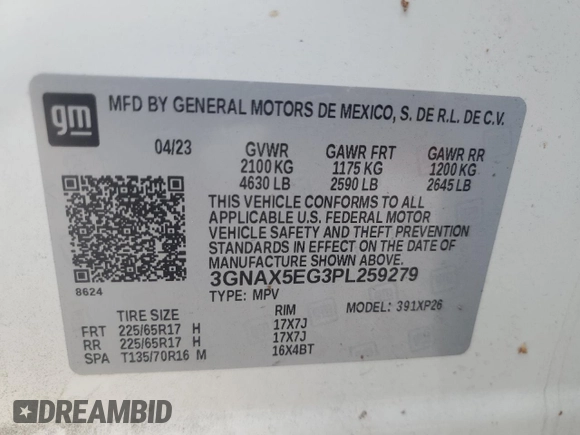 gm
MFD BY GENERAL MOTORS DE MEXICO, S. DE R.L. DE C.V.
04/23 GVWR GAWR FRT GAWR RR
2100 KG 1175 KG 1200 KG
4630 LB 2590 LB 2645 LB
THIS VEHICLE CONFORMS TO ALL
APPLICABLE U.S. FEDERAL MOTOR
VEHICLE SAFETY AND THEFT PREVENTION
STANDARDS IN EFFECT ON THE DATE OF
MANUFACTURE.
3GNAX5EG3PL259279
8624
TYPE: MPV MODEL: 391XP26
TIRE SIZE RIM
FRT 225/65R17 H 17X7J
RR 225/65R17 H 17X7J
SPA T135/70R16 M 16X4BT
DREAMBID